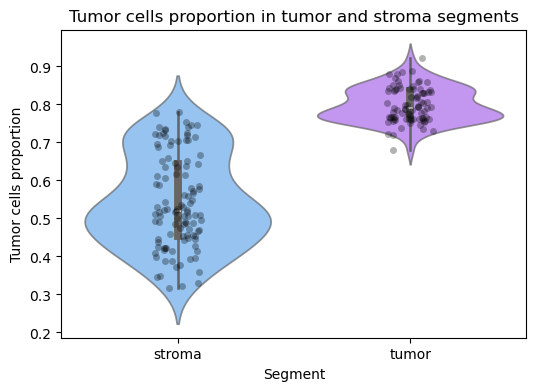 Tumor cells proportion in tumor and stroma segments
Tumor cells proportion
0.9
0.8
0.7
0.6
0.5
0.4
0.3
0.2
stroma
tumor
Segment